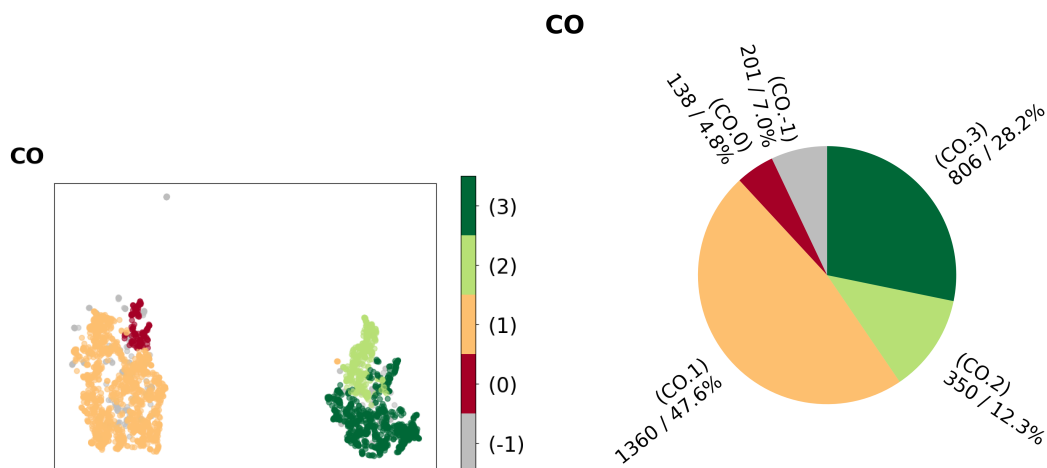 CO
(3)
(2)
(1)
(0)
(-1)
CO
(CO.-1)
201 / 7.0%
(CO.0)
138 / 4.8%
(CO.3)
806 / 28.2%
(CO.1)
1360 / 47.6%
(CO.2)
350 / 12.3%